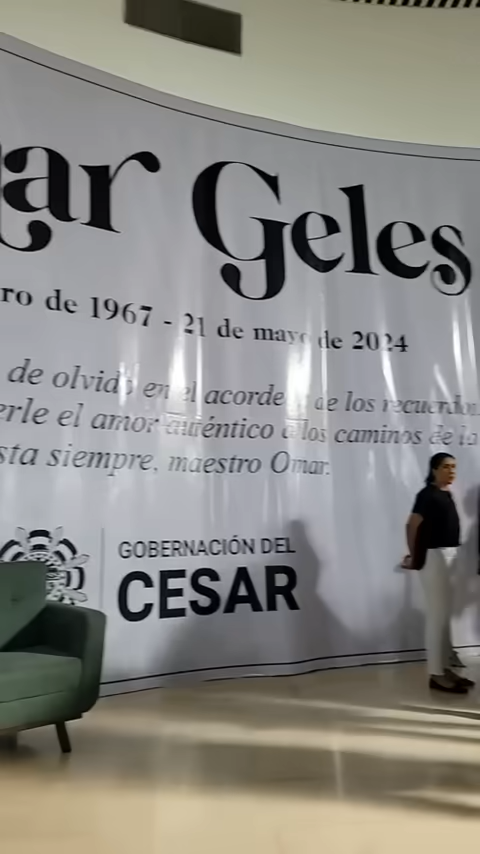 ar Geles
ro de 1967 - 21 de mayo de 2024
de olvido en el acorde de los recuerdos
erle el amor auténtico a los caminos de la
sta siempre, maestro Omar.
GOBERNACIÓN DEL
CESAR